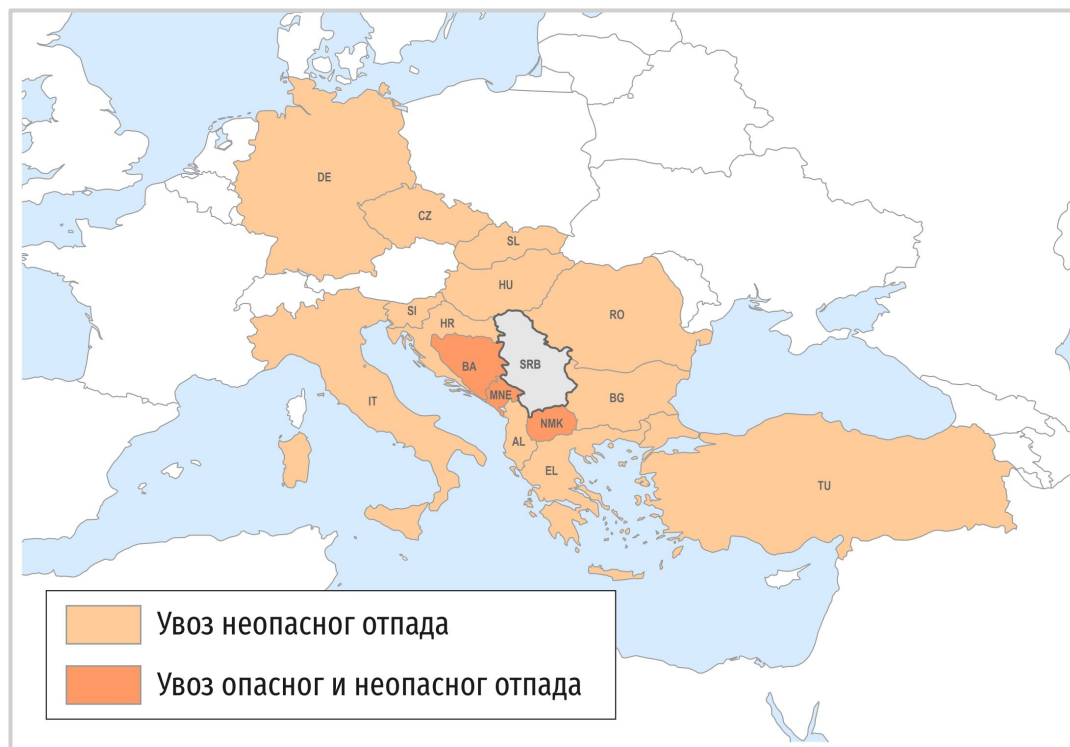 DE
CZ
SL
HU
SI
HR
RO
BA
SRB
MNE
BG
IT
NMK
AL
EL
TU
Увоз неопасног отпада
Увоз опасног и неопасног отпада